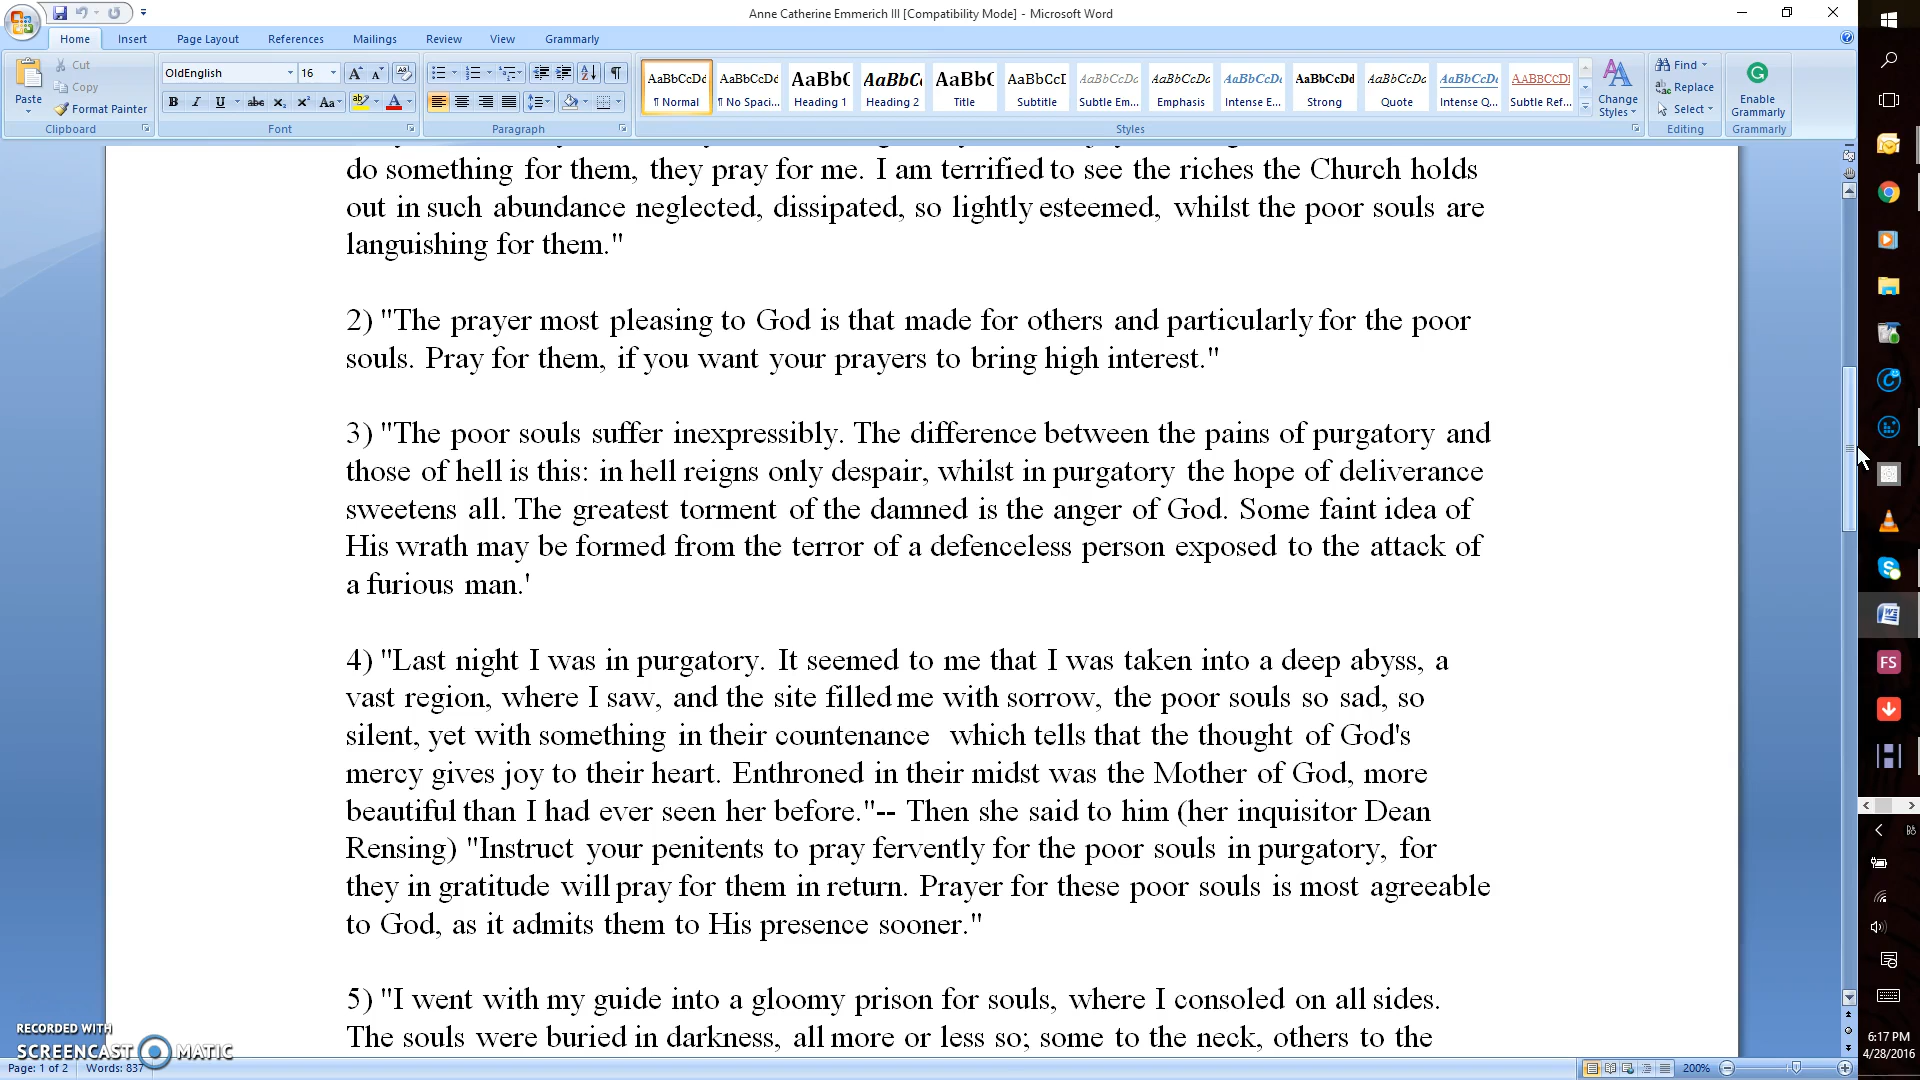 Anne Catherine Emmerich III [Compatibility Mode] - Microsoft Word
Home Insert Page Layout References Mailings Review View Grammarly
Paste
Cut
Copy
Format Painter
Clipboard
OldEnglish 16
Font
Paragraph
AaBbCcDd AaBbCcDd AaBbC AaBbCc AaBbC AaBbCcI AaBbCcDd AaBbCcDd AaBbCcDd AaBbCcDd AaBbCcDd AaBbCcDd AABBCCDD
¶ Normal ¶ No Spaci... Heading 1 Heading 2 Title Subtitle Subtle Em... Emphasis Intense E... Strong Quote Intense Q... Subtle Ref...
Change Styles
Styles
Find
Replace
Select
Editing
Enable Grammarly
Grammarly
do something for them, they pray for me. I am terrified to see the riches the Church holds
out in such abundance neglected, dissipated, so lightly esteemed, whilst the poor souls are
languishing for them."
2) "The prayer most pleasing to God is that made for others and particularly for the poor
souls. Pray for them, if you want your prayers to bring high interest."
3) "The poor souls suffer inexpressibly. The difference between the pains of purgatory and
those of hell is this: in hell reigns only despair, whilst in purgatory the hope of deliverance
sweetens all. The greatest torment of the damned is the anger of God. Some faint idea of
His wrath may be formed from the terror of a defenceless person exposed to the attack of
a furious man.'
4) "Last night I was in purgatory. It seemed to me that I was taken into a deep abyss, a
vast region, where I saw, and the site filled me with sorrow, the poor souls so sad, so
silent, yet with something in their countenance which tells that the thought of God's
mercy gives joy to their heart. Enthroned in their midst was the Mother of God, more
beautiful than I had ever seen her before."-- Then she said to him (her inquisitor Dean
Rensing) "Instruct your penitents to pray fervently for the poor souls in purgatory, for
they in gratitude will pray for them in return. Prayer for these poor souls is most agreeable
to God, as it admits them to His presence sooner."
5) "I went with my guide into a gloomy prison for souls, where I consoled on all sides.
The souls were buried in darkness, all more or less so; some to the neck, others to the
RECORDED WITH
SCREENCAST MATIC
Page: 1 of 2 Words: 837
200%
FS
6:17 PM
4/28/2016